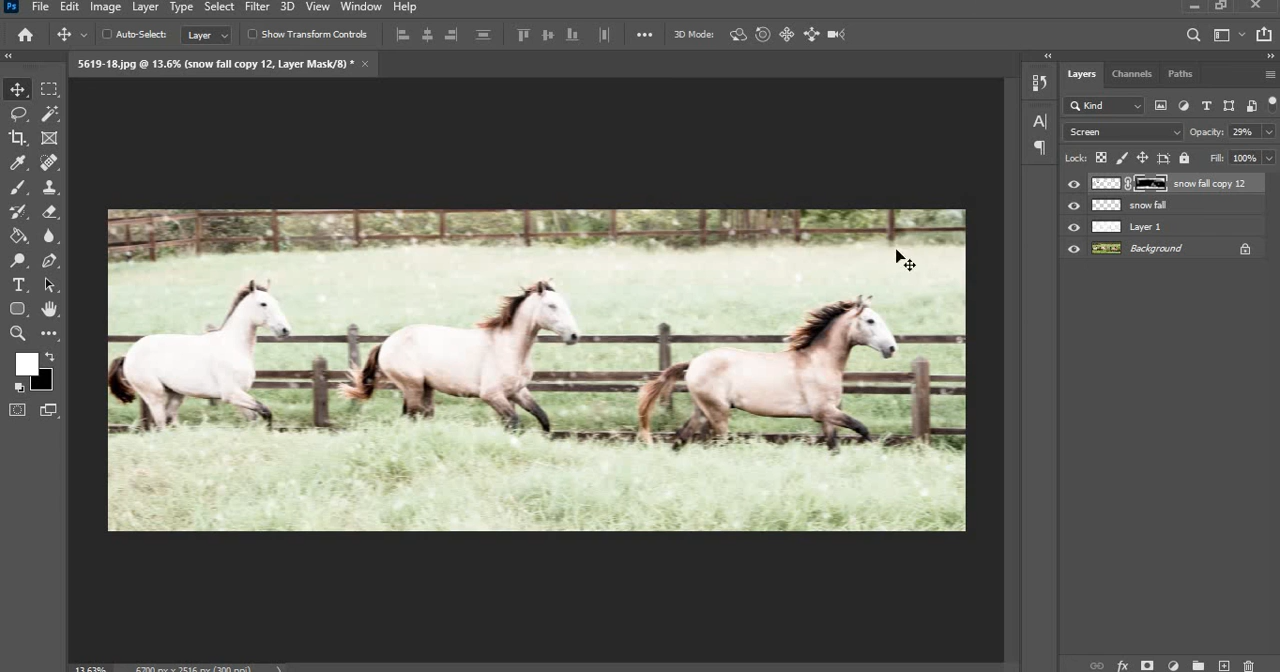 Ps File Edit Image Layer Type Select Filter 3D View Window Help
Auto-Select: Layer Show Transform Controls 3D Mode:
5619-18.jpg @ 13.6% (snow fall copy 12, Layer Mask/8) * ×
Layers Channels Paths
Kind
Screen Opacity: 29%
Lock: Fill: 100%
snow fall copy 12
snow fall
Layer 1
Background
13.63% 6700 px x 2516 px (300 ppi)